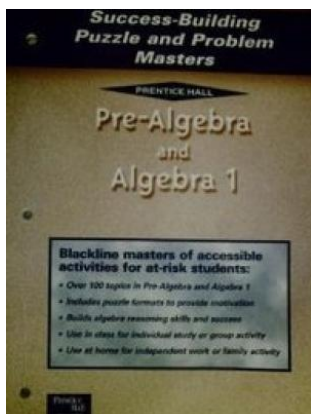 Success-Building
Puzzle and Problem
Masters
PRENTICE HALL
Pre-Algebra
and
Algebra 1
Blackline masters of accessible
activities for at-risk students:
• Over 100 topics in Pre-Algebra and Algebra 1
• Includes puzzle formats to provide motivation
• Builds algebra reasoning skills and success
• Use in class for individual study or group activity
• Use at home for independent work or family activity
Prentice
Hall